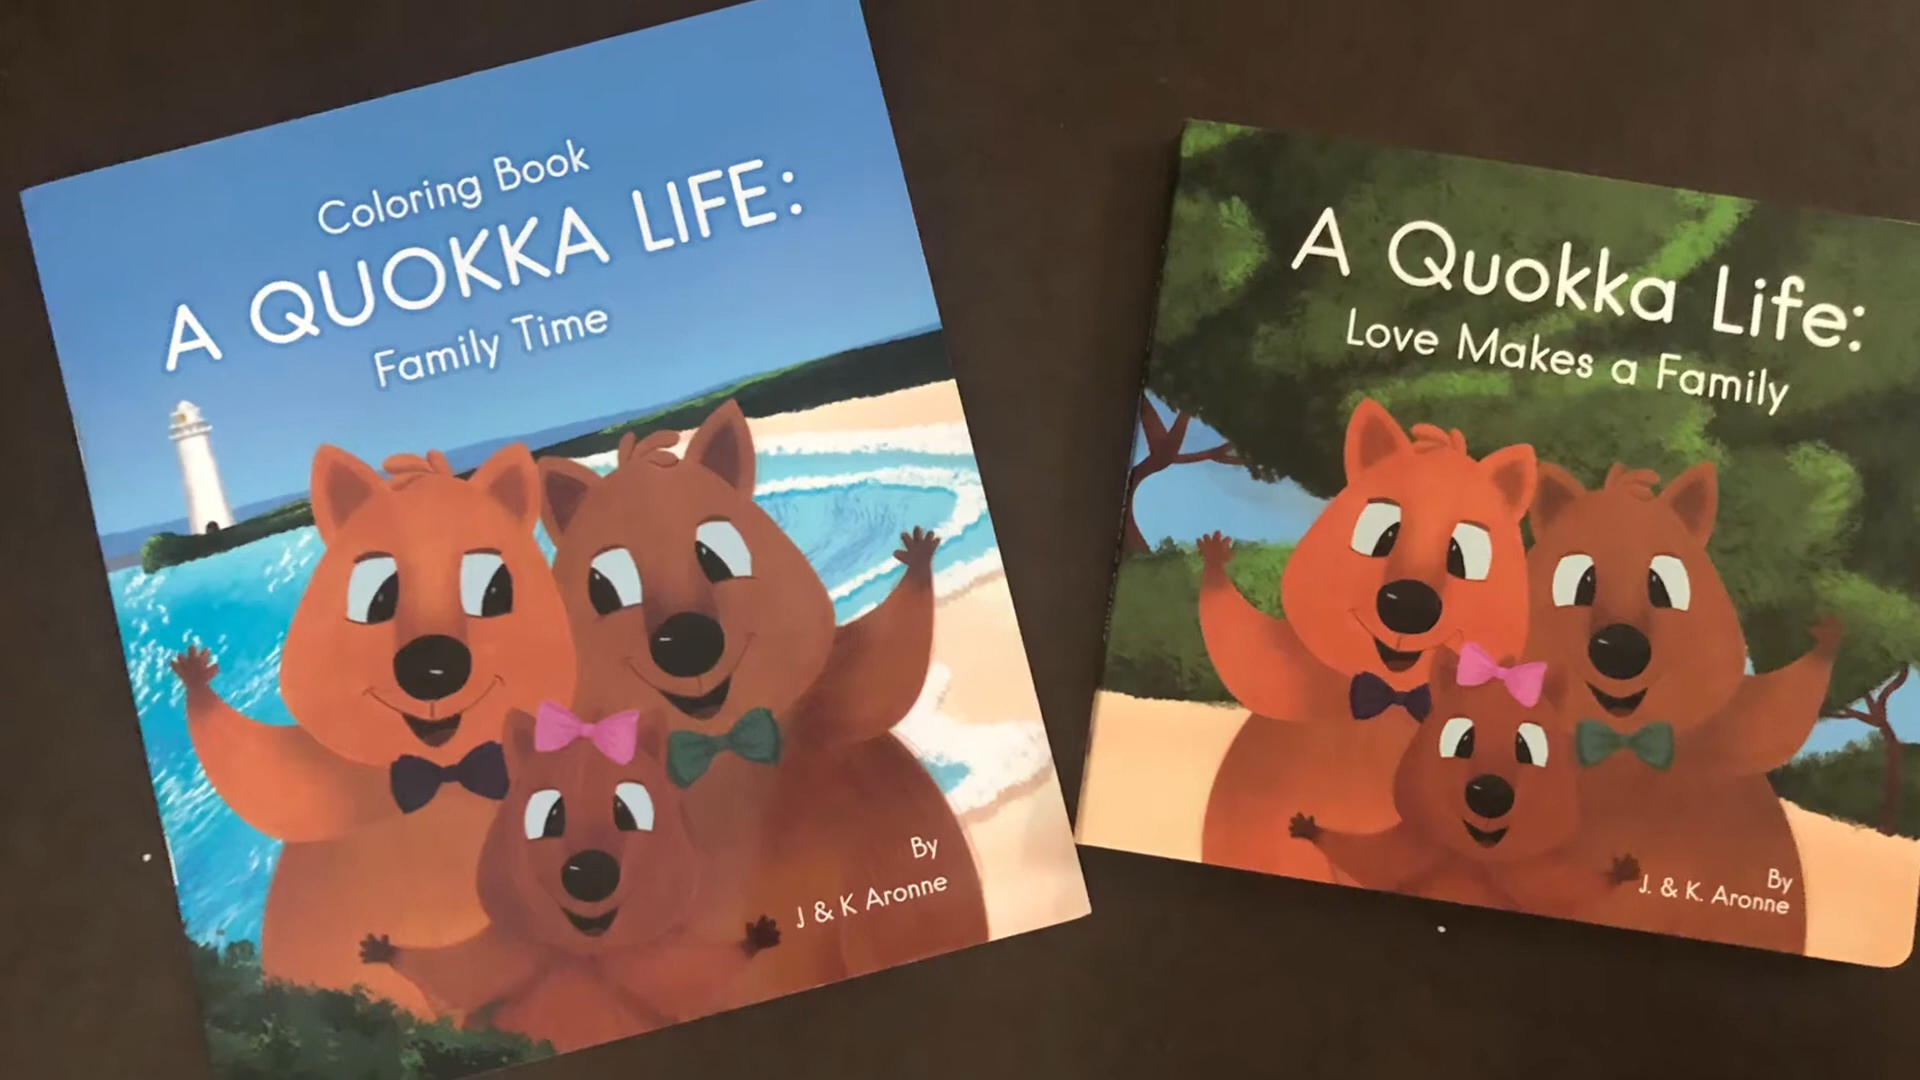 Coloring Book
A QUOKKA LIFE:
Family Time
By
J & K Aronne
A Quokka Life:
Love Makes a Family
By
J. & K. Aronne